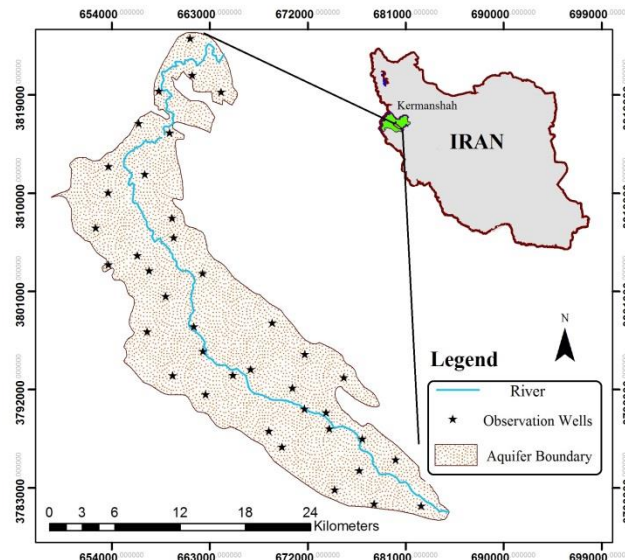 654000 663000 672000 681000 690000 699000
3819000
3810000
3801000
3792000
3783000
Kermanshah
IRAN
N
Legend
River
Observation Wells
Aquifer Boundary
0 3 6 12 18 24
Kilometers
654000 663000 672000 681000 690000 699000